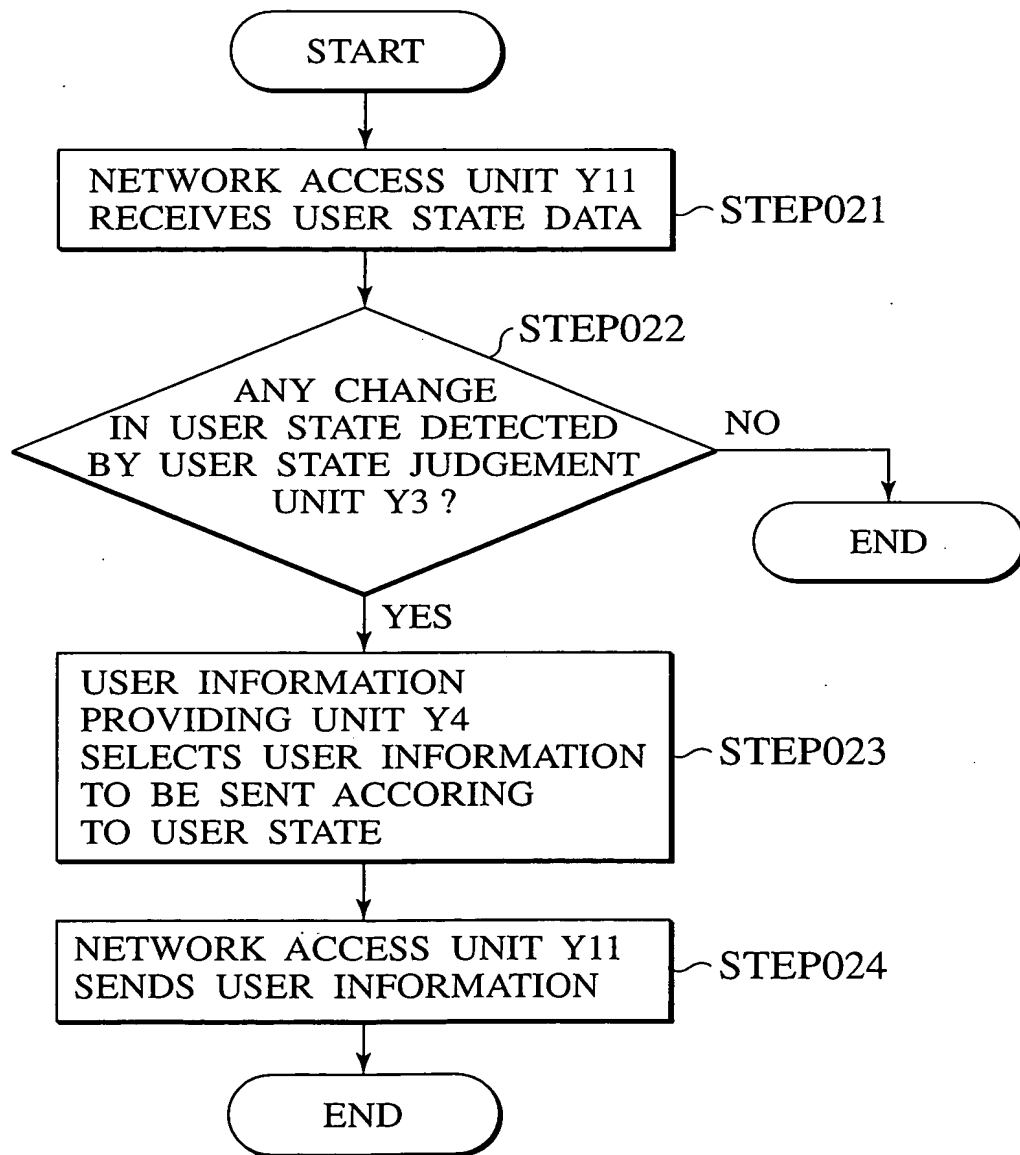 START
NETWORK ACCESS UNIT Y11
RECEIVES USER STATE DATA
STEP021
STEP022
ANY CHANGE
IN USER STATE DETECTED
BY USER STATE JUDGEMENT
UNIT Y3 ?
NO
END
YES
USER INFORMATION
PROVIDING UNIT Y4
SELECTS USER INFORMATION
TO BE SENT ACCORING
TO USER STATE
STEP023
NETWORK ACCESS UNIT Y11
SENDS USER INFORMATION
STEP024
END